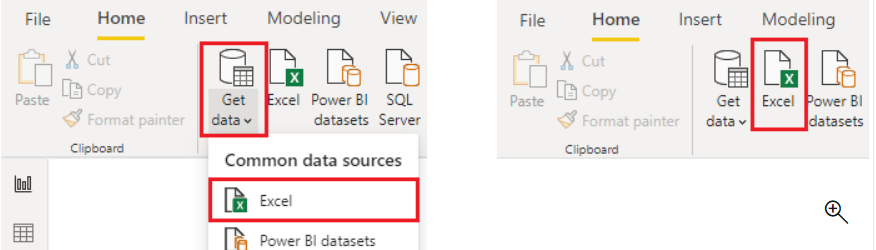 File Home Insert Modeling View
Cut
Copy
Format painter
Paste
Clipboard
Get data
Excel
Power BI datasets
SQL Server
Common data sources
Excel
Power BI datasets
File Home Insert Modeling
Cut
Copy
Format painter
Paste
Clipboard
Get data
Excel
Power BI datasets